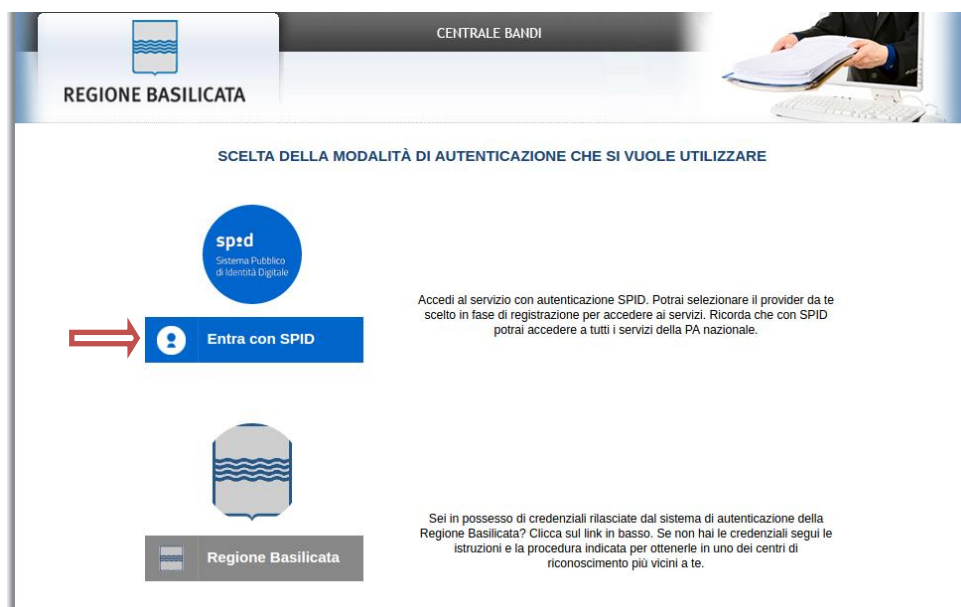 CENTRALE BANDI
REGIONE BASILICATA
SCELTA DELLA MODALITÀ DI AUTENTICAZIONE CHE SI VUOLE UTILIZZARE
sp:d
Sistema Pubblico
di Identità Digitale
Entra con SPID
Accedi al servizio con autenticazione SPID. Potrai selezionare il provider da te
scelto in fase di registrazione per accedere ai servizi. Ricorda che con SPID
potrai accedere a tutti i servizi della PA nazionale.
Regione Basilicata
Sei in possesso di credenziali rilasciate dal sistema di autenticazione della
Regione Basilicata? Clicca sul link in basso. Se non hai le credenziali segui le
istruzioni e la procedura indicata per ottenerle in uno dei centri di
riconoscimento più vicini a te.